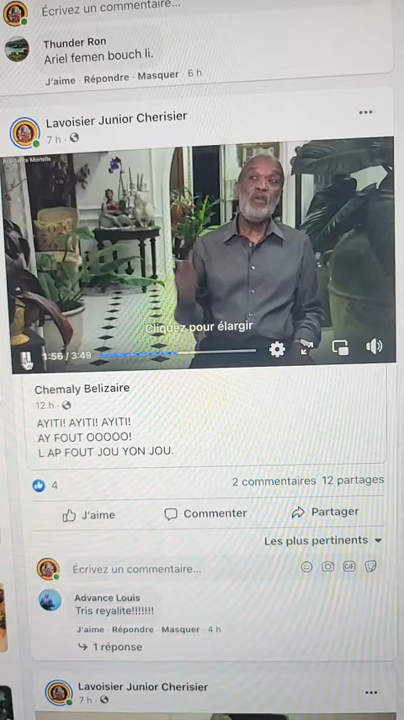 Écrivez un commentaire...
Thunder Ron
Ariel femen bouch li.
J'aime · Répondre · Masquer · 6 h
Lavoisier Junior Cherisier
7 h ·
Assistance Mortelle
Cliquez pour élargir
1:56 / 3:49
Chemaly Belizaire
12 h ·
AYITI! AYITI! AYITI!
AY FOUT OOOOO!
L AP FOUT JOU YON JOU.
4
2 commentaires 12 partages
J'aime
Commenter
Partager
Les plus pertinents
Écrivez un commentaire...
GIF
Advance Louis
Tris reyalite!!!!!!!
J'aime · Répondre · Masquer · 4 h
1 réponse
Lavoisier Junior Cherisier
7 h ·